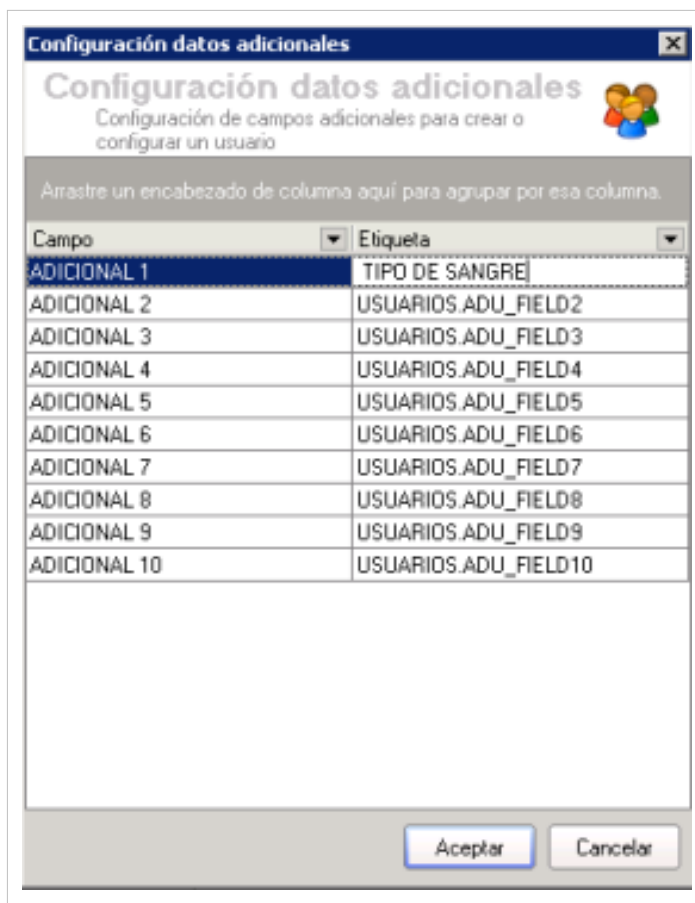 Configuración datos adicionales
Configuración datos adicionales
Configuración de campos adicionales para crear o
configurar un usuario
Arrastre un encabezado de columna aquí para agrupar por esa columna.
Campo Etiqueta
ADICIONAL 1 TIPO DE SANGRE
ADICIONAL 2 USUARIOS.ADU_FIELD2
ADICIONAL 3 USUARIOS.ADU_FIELD3
ADICIONAL 4 USUARIOS.ADU_FIELD4
ADICIONAL 5 USUARIOS.ADU_FIELD5
ADICIONAL 6 USUARIOS.ADU_FIELD6
ADICIONAL 7 USUARIOS.ADU_FIELD7
ADICIONAL 8 USUARIOS.ADU_FIELD8
ADICIONAL 9 USUARIOS.ADU_FIELD9
ADICIONAL 10 USUARIOS.ADU_FIELD10
Aceptar Cancelar